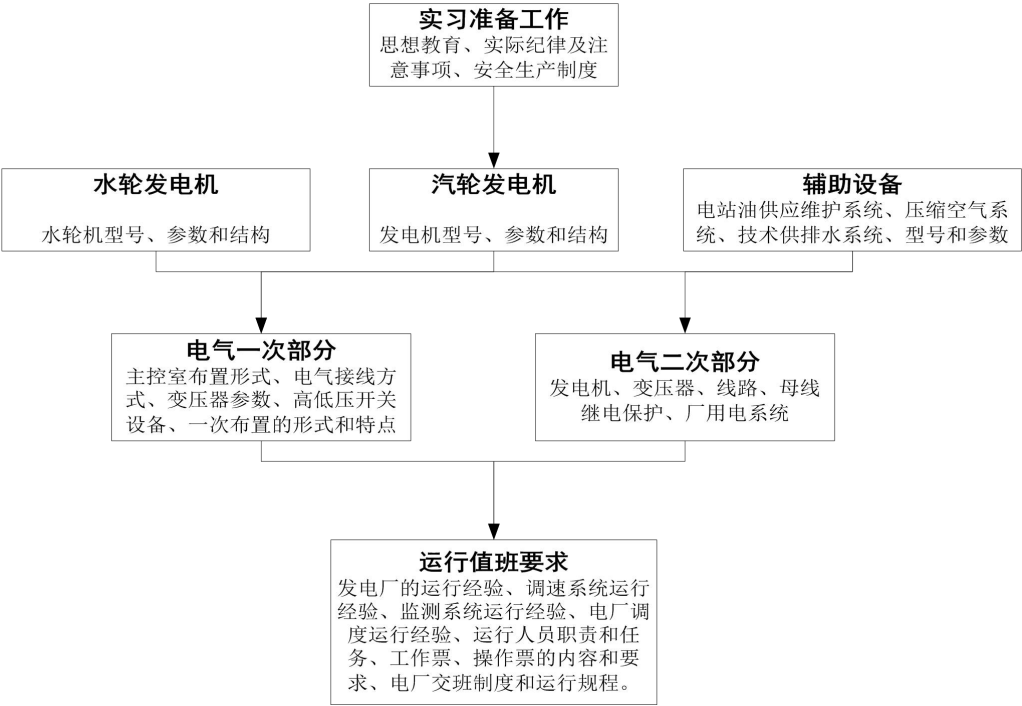 实习准备工作
思想教育、实际纪律及注
意事项、安全生产制度
水轮发电机
水轮机型号、参数和结构
汽轮发电机
发电机型号、参数和结构
辅助设备
电站油供应维护系统、压缩空气系
统、技术供排水系统、型号和参数
电气一次部分
主控室布置形式、电气接线方
式、变压器参数、高低压开关
设备、一次布置的形式和特点
电气二次部分
发电机、变压器、线路、母线
继电保护、厂用电系统
运行值班要求
发电厂的运行经验、调速系统运行
经验、监测系统运行经验、电厂调
度运行经验、运行人员职责和任
务、工作票、操作票的内容和要
求、电厂交班制度和运行规程。